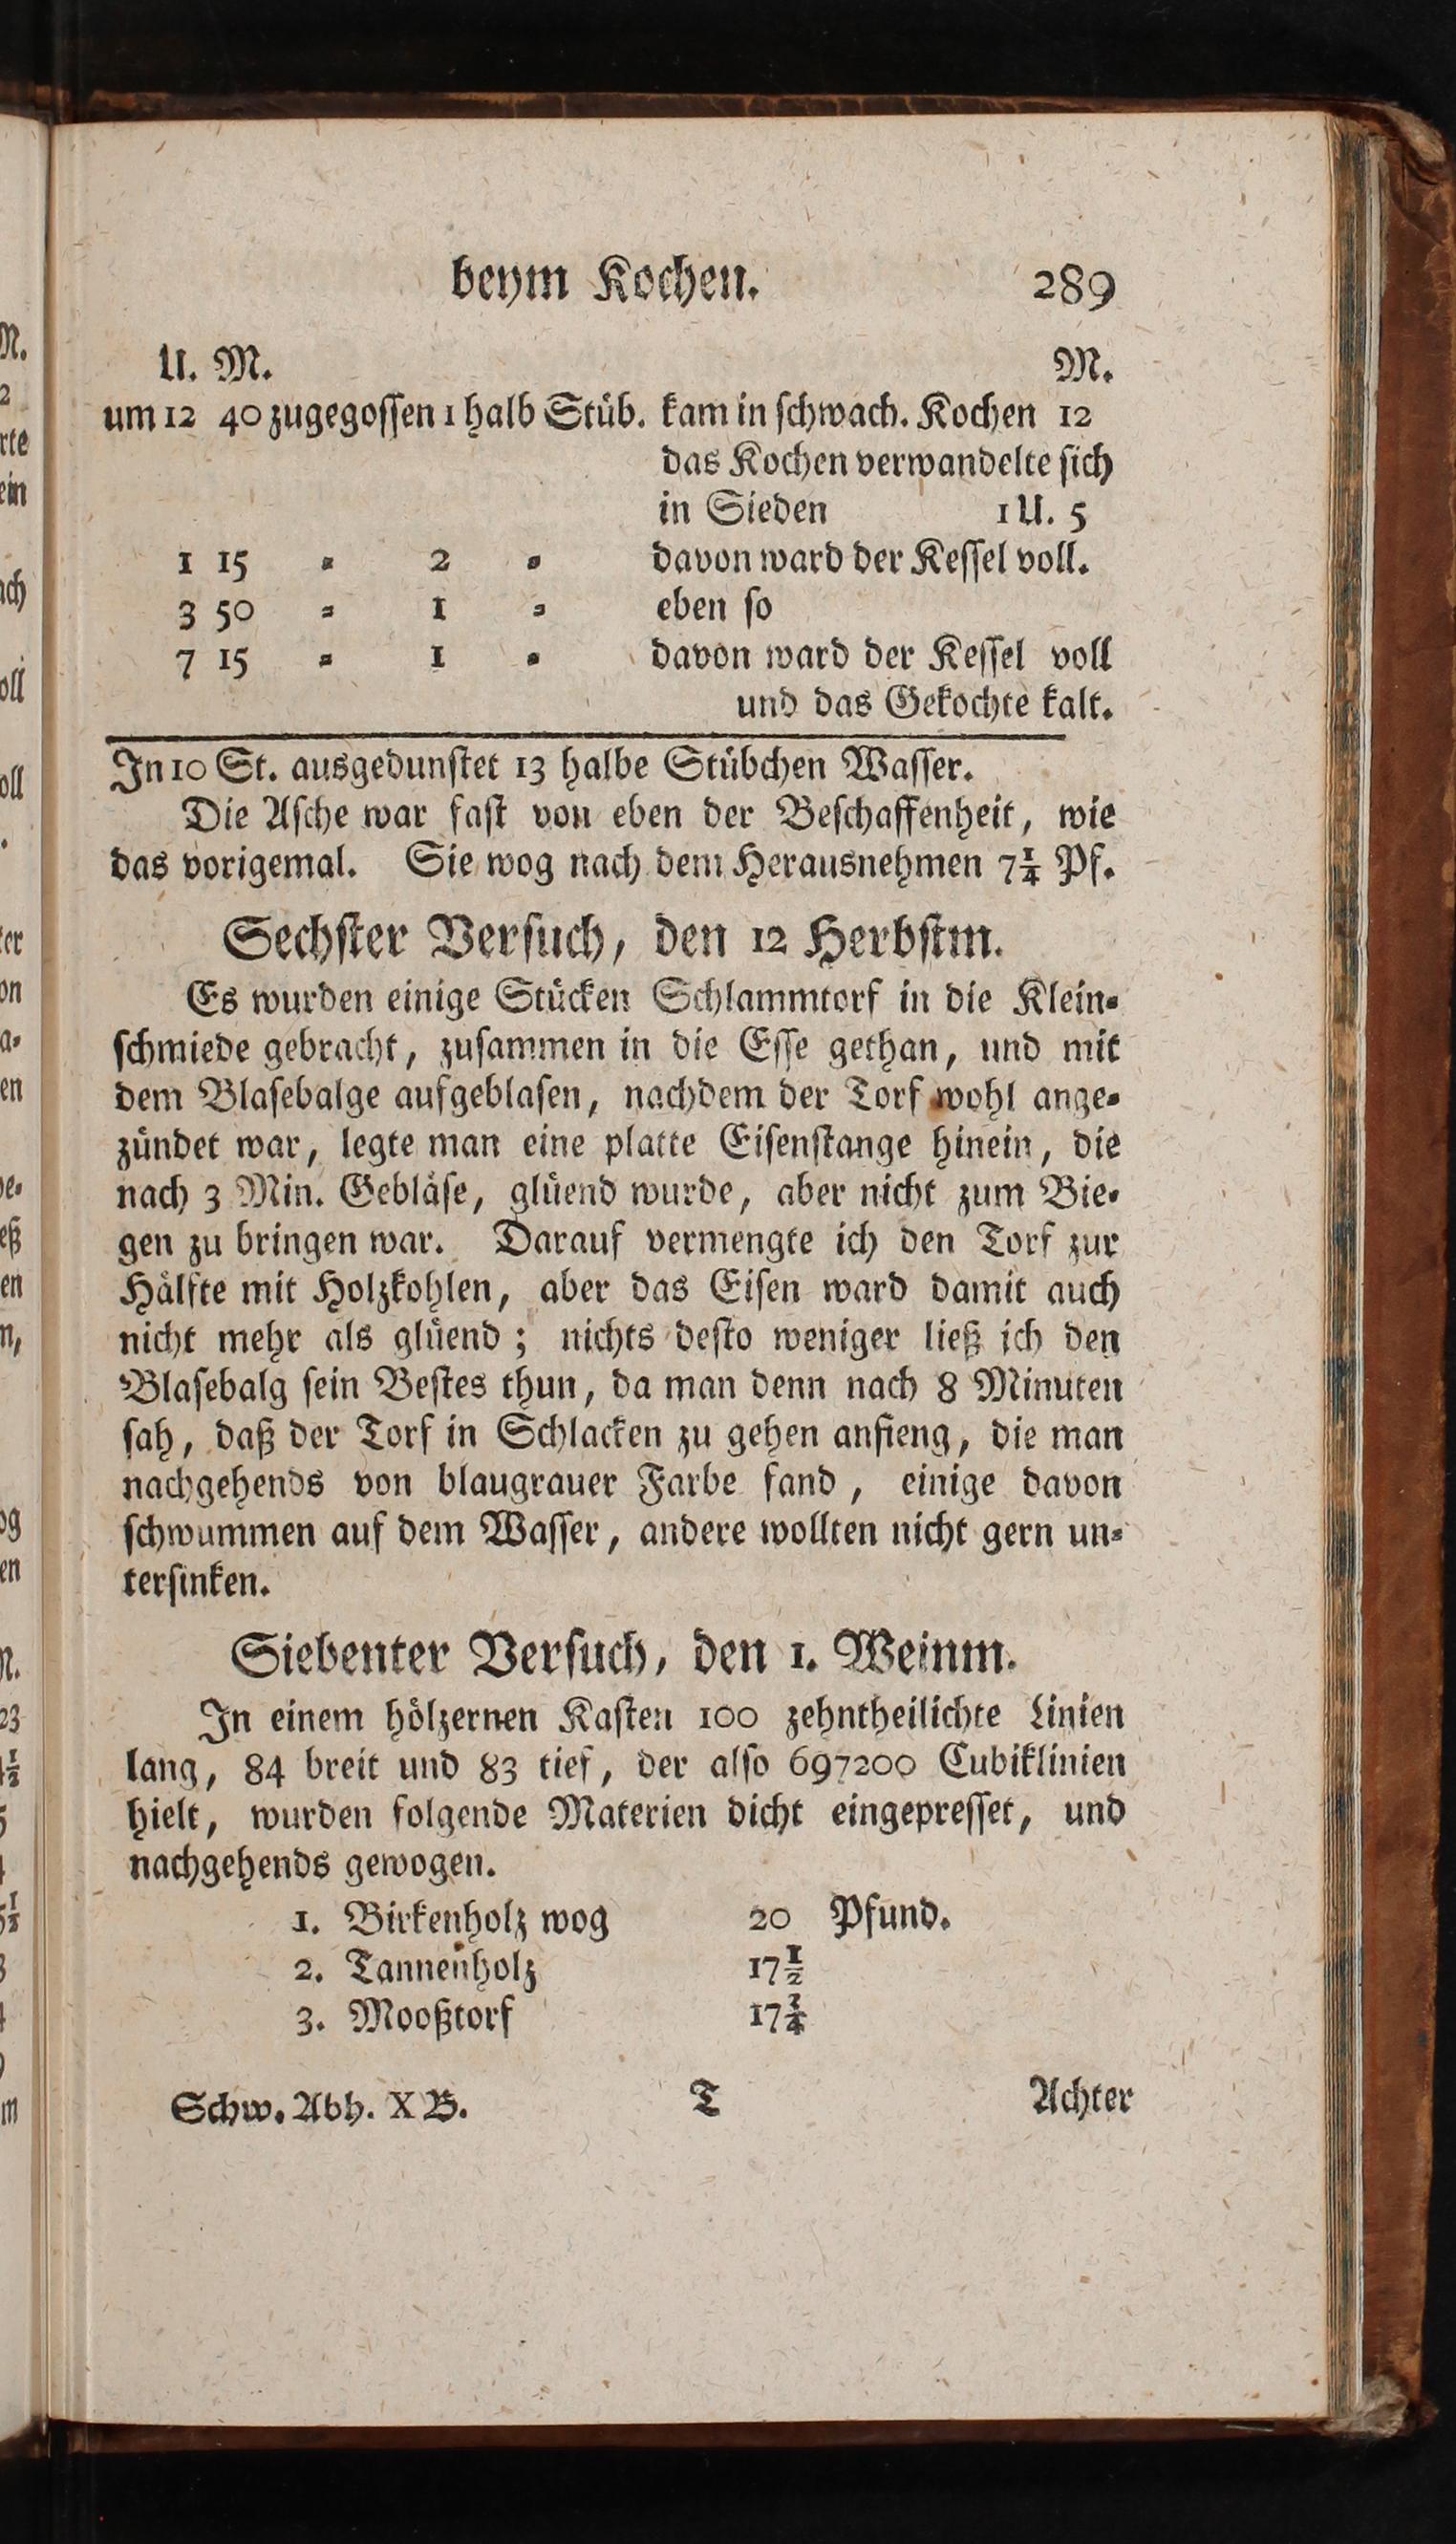 beym Kochen. 289
U. M. M.
um 12 40 zugegossen 1 halb Stüb. kam in schwach. Kochen 12
das Kochen verwandelte sich
in Sieden 1 U. 5
1 15 = 2 = davon ward der Kessel voll.
3 50 = 1 = eben so
7 15 = 1 = davon ward der Kessel voll
und das Gekochte kalt.
In 10 St. ausgedunstet 13 halbe Stübchen Wasser.
Die Asche war fast von eben der Beschaffenheit, wie
das vorigemal. Sie wog nach dem Herausnehmen 7¼ Pf.
Sechster Versuch, den 12 Herbstm.
Es wurden einige Stücken Schlammtorf in die Klein=
schmiede gebracht, zusammen in die Esse gethan, und mit
dem Blasebalge aufgeblasen, nachdem der Torf wohl ange=
zündet war, legte man eine platte Eisenstange hinein, die
nach 3 Min. Gebläse, glüend wurde, aber nicht zum Bie=
gen zu bringen war. Darauf vermengte ich den Torf zur
Hälfte mit Holzkohlen, aber das Eisen ward damit auch
nicht mehr als glüend; nichts desto weniger ließ ich den
Blasebalg sein Bestes thun, da man denn nach 8 Minuten
sah, daß der Torf in Schlacken zu gehen anfieng, die man
nachgehends von blaugrauer Farbe fand, einige davon
schwummen auf dem Wasser, andere wollten nicht gern un=
tersinken.
Siebenter Versuch, den 1. Weinm.
In einem hölzernen Kasten 100 zehntheilichte Linien
lang, 84 breit und 83 tief, der also 697200 Cubiklinien
hielt, wurden folgende Materien dicht eingepresset, und
nachgehends gewogen.
1. Birkenholz wog 20 Pfund.
2. Tannenholz 17½
3. Mooßtorf 17¾
Schw. Abh. X B. T Achter